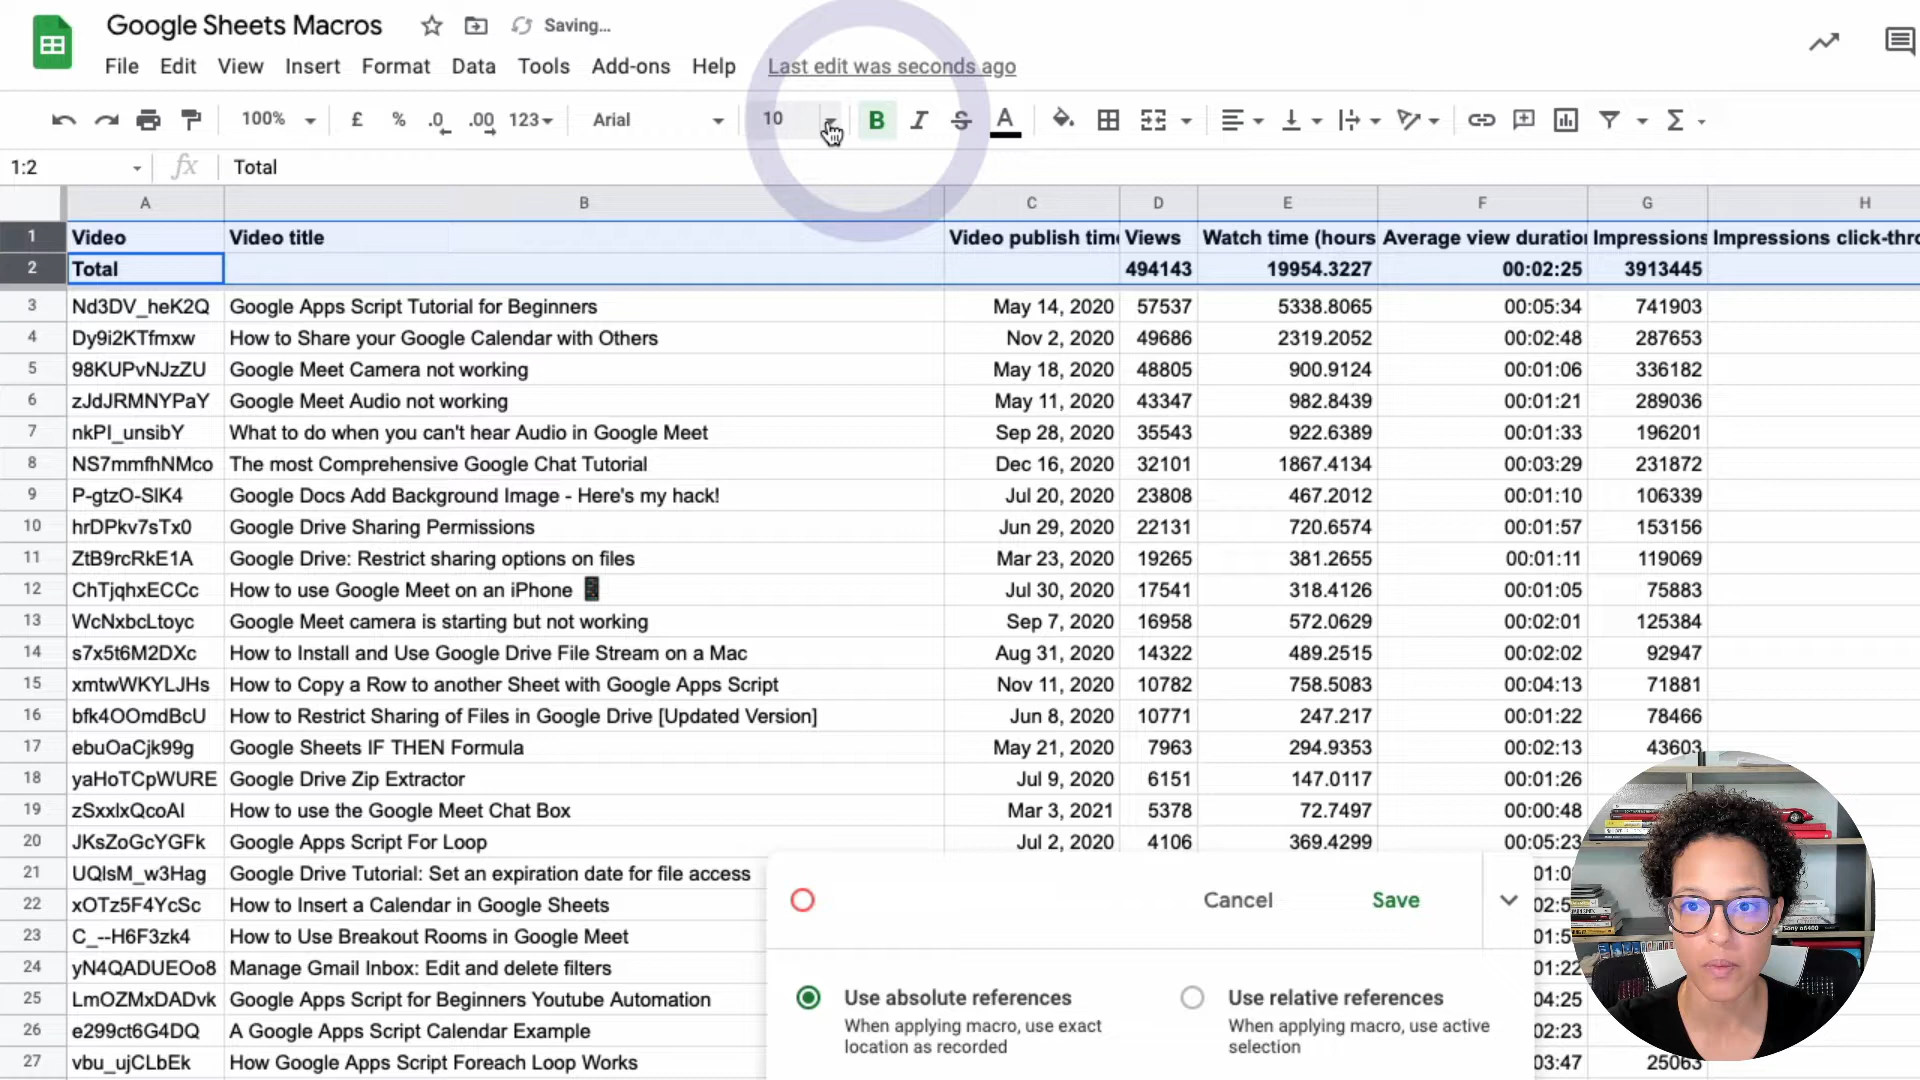 Google Sheets Macros Saving...
File Edit View Insert Format Data Tools Add-ons Help Last edit was seconds ago
100% £ % .0 .00 123 Arial 10 B I S A Σ
1:2 fx Total
A B C D E F G H
1 Video Video title Video publish time Views Watch time (hours Average view duration Impressions Impressions click-thro
2 Total 494143 19954.3227 00:02:25 3913445
3 Nd3DV_heK2Q Google Apps Script Tutorial for Beginners May 14, 2020 57537 5338.8065 00:05:34 741903
4 Dy9i2KTfmxw How to Share your Google Calendar with Others Nov 2, 2020 49686 2319.2052 00:02:48 287653
5 98KUPvNJzZU Google Meet Camera not working May 18, 2020 48805 900.9124 00:01:06 336182
6 zJdJRMNYPaY Google Meet Audio not working May 11, 2020 43347 982.8439 00:01:21 289036
7 nkPI_unsibY What to do when you can't hear Audio in Google Meet Sep 28, 2020 35543 922.6389 00:01:33 196201
8 NS7mmfhNMco The most Comprehensive Google Chat Tutorial Dec 16, 2020 32101 1867.4134 00:03:29 231872
9 P-gtzO-SlK4 Google Docs Add Background Image - Here's my hack! Jul 20, 2020 23808 467.2012 00:01:10 106339
10 hrDPkv7sTx0 Google Drive Sharing Permissions Jun 29, 2020 22131 720.6574 00:01:57 153156
11 ZtB9rcRkE1A Google Drive: Restrict sharing options on files Mar 23, 2020 19265 381.2655 00:01:11 119069
12 ChTjqhxECCc How to use Google Meet on an iPhone 📱 Jul 30, 2020 17541 318.4126 00:01:05 75883
13 WcNxbcLtoyc Google Meet camera is starting but not working Sep 7, 2020 16958 572.0629 00:02:01 125384
14 s7x5t6M2DXc How to Install and Use Google Drive File Stream on a Mac Aug 31, 2020 14322 489.2515 00:02:02 92947
15 xmtwWKYLJHs How to Copy a Row to another Sheet with Google Apps Script Nov 11, 2020 10782 758.5083 00:04:13 71881
16 bfk4OOmdBcU How to Restrict Sharing of Files in Google Drive [Updated Version] Jun 8, 2020 10771 247.217 00:01:22 78466
17 ebuOaCjk99g Google Sheets IF THEN Formula May 21, 2020 7963 294.9353 00:02:13 43603
18 yaHoTCpWURE Google Drive Zip Extractor Jul 9, 2020 6151 147.0117 00:01:26
19 zSxxlxQcoAI How to use the Google Meet Chat Box Mar 3, 2021 5378 72.7497 00:00:48
20 JKsZoGcYGFk Google Apps Script For Loop Jul 2, 2020 4106 369.4299 00:05:23
21 UQlsM_w3Hag Google Drive Tutorial: Set an expiration date for file access 01:0
22 xOTz5F4YcSc How to Insert a Calendar in Google Sheets 02:5
23 C_--H6F3zk4 How to Use Breakout Rooms in Google Meet 01:5
24 yN4QADUEOo8 Manage Gmail Inbox: Edit and delete filters 01:22
25 LmOZMxDADvk Google Apps Script for Beginners Youtube Automation 04:25
26 e299ct6G4DQ A Google Apps Script Calendar Example 02:23
27 vbu_ujCLbEk How Google Apps Script Foreach Loop Works 03:47 25063
Cancel Save
Use absolute references
When applying macro, use exact
location as recorded
Use relative references
When applying macro, use active
selection
Sony a6400